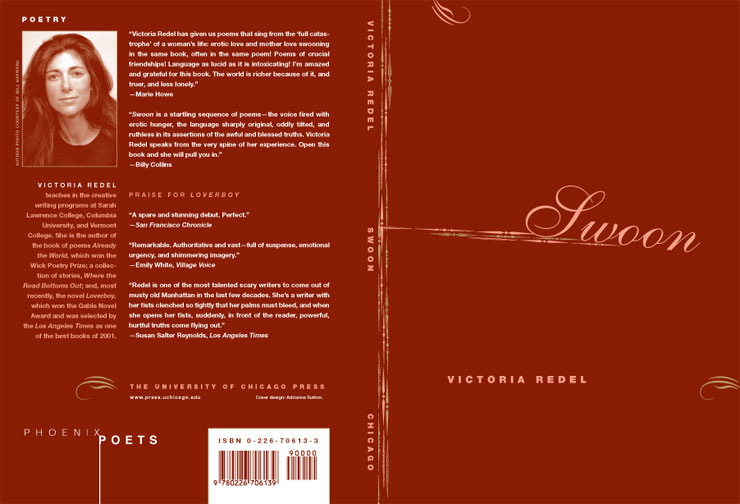 POETRY
AUTHOR PHOTO COURTESY OF BILL HAYWARD
VICTORIA REDEL
teaches in the creative
writing programs at Sarah
Lawrence College, Columbia
University, and Vermont
College. She is the author of
the book of poems Already
the World, which won the
Wick Poetry Prize; a collec-
tion of stories, Where the
Road Bottoms Out; and, most
recently, the novel Loverboy,
which won the Gable Novel
Award and was selected by
the Los Angeles Times as one
of the best books of 2001.
“Victoria Redel has given us poems that sing from the ‘full catas-
trophe’ of a woman’s life: erotic love and mother love swooning
in the same book, often in the same poem! Poems of crucial
friendships! Language as lucid as it is intoxicating! I’m amazed
and grateful for this book. The world is richer because of it, and
truer, and less lonely.”
—Marie Howe
“Swoon is a startling sequence of poems—the voice fired with
erotic hunger, the language sharply original, oddly tilted, and
ruthless in its assertions of the awful and blessed truths. Victoria
Redel speaks from the very spine of her experience. Open this
book and she will pull you in.”
—Billy Collins
PRAISE FOR LOVERBOY
“A spare and stunning debut. Perfect.”
—San Francisco Chronicle
“Remarkable. Authoritative and vast—full of suspense, emotional
urgency, and shimmering imagery.”
—Emily White, Village Voice
“Redel is one of the most talented scary writers to come out of
musty old Manhattan in the last few decades. She’s a writer with
her fists clenched so tightly that her palms must bleed, and when
she opens her fists, suddenly, in front of the reader, powerful,
hurtful truths come flying out.”
—Susan Salter Reynolds, Los Angeles Times
THE UNIVERSITY OF CHICAGO PRESS
www.press.uchicago.edu Cover design: Adrianna Sutton.
PHOENIX
POETS
ISBN 0-226-70613-3
90000
9 780226 706139
VICTORIA REDEL
SWOON
CHICAGO
Swoon
VICTORIA REDEL